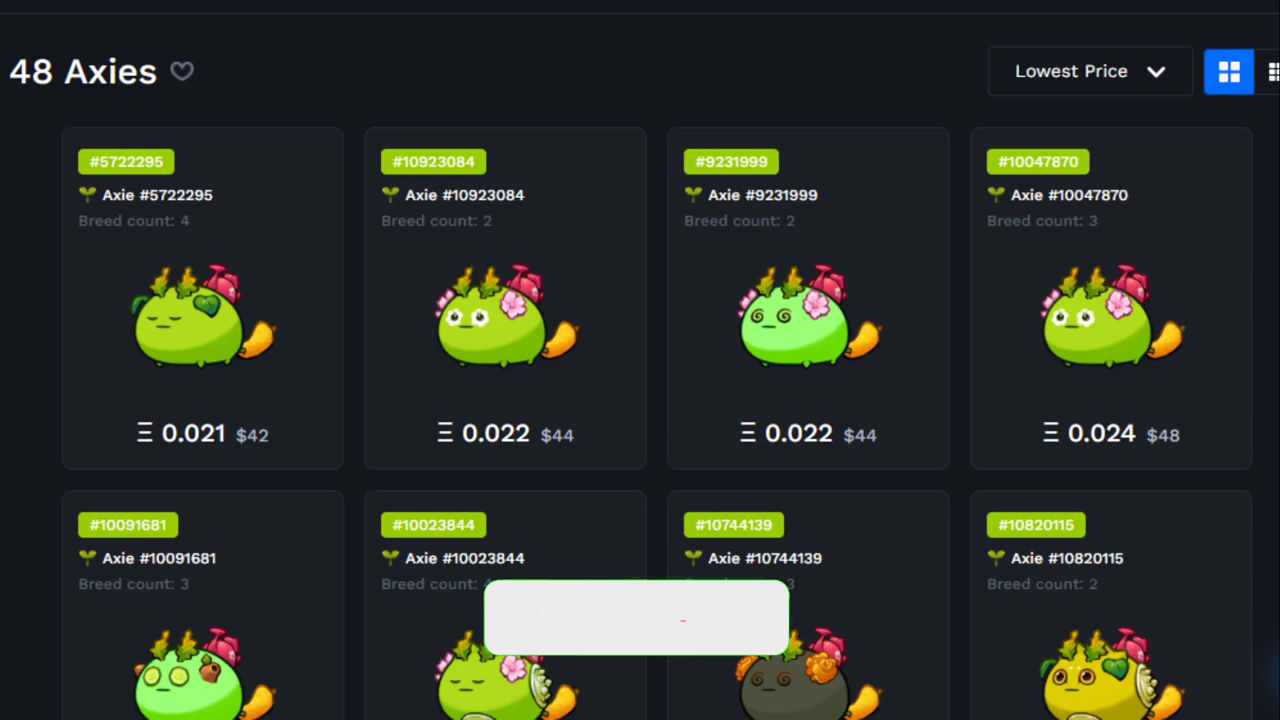 48 Axies
Lowest Price
#5722295
Axie #5722295
Breed count: 4
Ξ 0.021 $42
#10923084
Axie #10923084
Breed count: 2
Ξ 0.022 $44
#9231999
Axie #9231999
Breed count: 2
Ξ 0.022 $44
#10047870
Axie #10047870
Breed count: 3
Ξ 0.024 $48
#10091681
Axie #10091681
Breed count: 3
#10023844
Axie #10023844
Breed count:
#10744139
Axie #10744139
3
#10820115
Axie #10820115
Breed count: 2